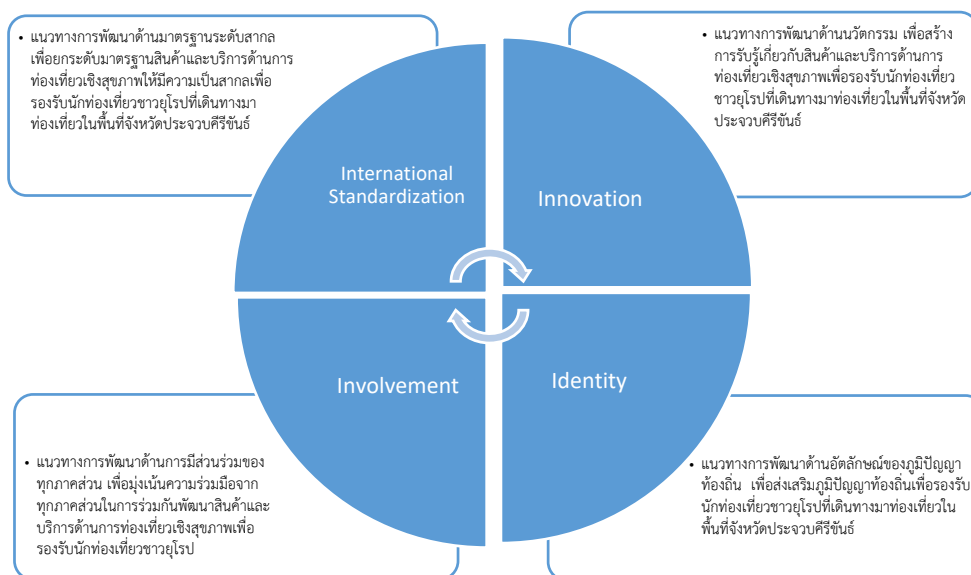 • แนวทางการพัฒนาด้านมาตรฐานระดับสากล
เพื่อยกระดับมาตรฐานสินค้าและบริการด้านการ
ท่องเที่ยวเชิงสุขภาพให้มีความเป็นสากลเพื่อ
รองรับนักท่องเที่ยวชาวยุโรปที่เดินทางมา
ท่องเที่ยวในพื้นที่จังหวัดประจวบคีรีขันธ์
• แนวทางการพัฒนาด้านนวัตกรรม เพื่อสร้าง
การรับรู้เกี่ยวกับสินค้าและบริการด้านการ
ท่องเที่ยวเชิงสุขภาพเพื่อรองรับนักท่องเที่ยว
ชาวยุโรปที่เดินทางมาท่องเที่ยวในพื้นที่จังหวัด
ประจวบคีรีขันธ์
International
Standardization
Innovation
Involvement
Identity
• แนวทางการพัฒนาด้านการมีส่วนร่วมของ
ทุกภาคส่วน เพื่อมุ่งเน้นความร่วมมือจาก
ทุกภาคส่วนในการร่วมกันพัฒนาสินค้าและ
บริการด้านการท่องเที่ยวเชิงสุขภาพเพื่อ
รองรับนักท่องเที่ยวชาวยุโรป
• แนวทางการพัฒนาด้านอัตลักษณ์ของภูมิปัญญา
ท้องถิ่น เพื่อส่งเสริมภูมิปัญญาท้องถิ่นเพื่อรองรับ
นักท่องเที่ยวชาวยุโรปที่เดินทางมาท่องเที่ยวใน
พื้นที่จังหวัดประจวบคีรีขันธ์